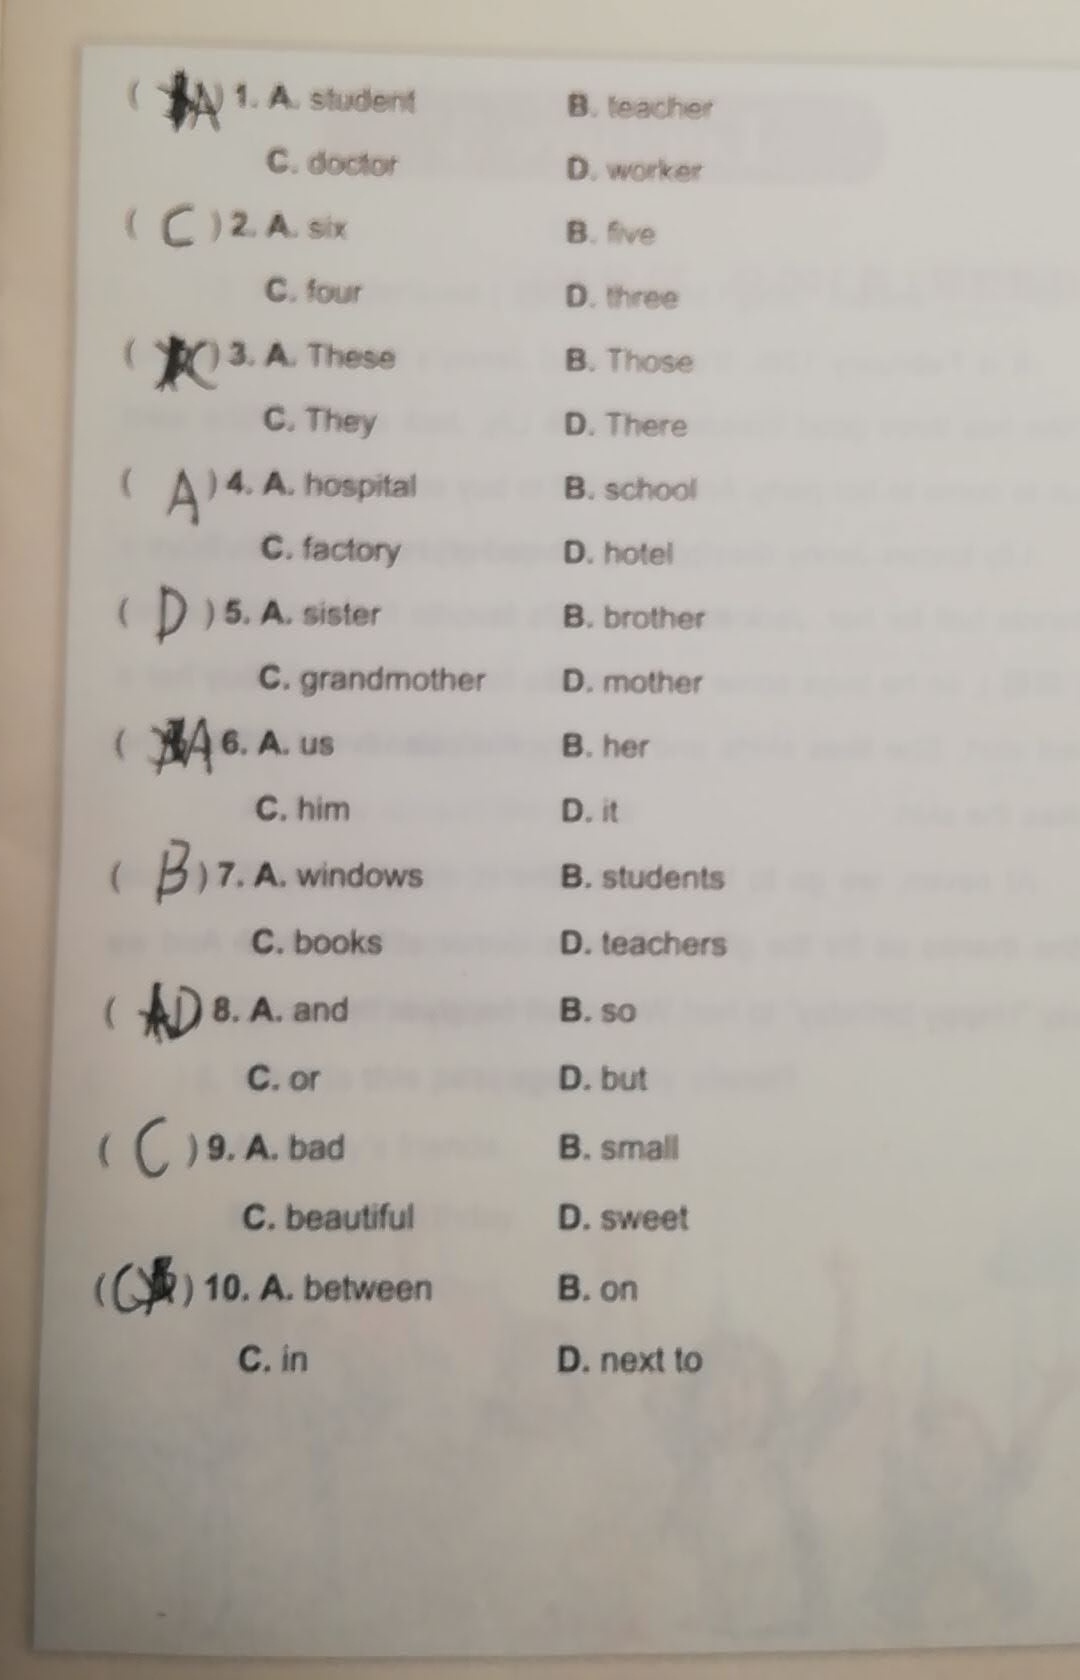 ( A ) 1. A. student B. teacher
C. doctor D. worker
( C ) 2. A. six B. five
C. four D. three
( C ) 3. A. These B. Those
C. They D. There
( A ) 4. A. hospital B. school
C. factory D. hotel
( D ) 5. A. sister B. brother
C. grandmother D. mother
( A 6. A. us B. her
C. him D. it
( B ) 7. A. windows B. students
C. books D. teachers
( D 8. A. and B. so
C. or D. but
( C ) 9. A. bad B. small
C. beautiful D. sweet
( C ) 10. A. between B. on
C. in D. next to